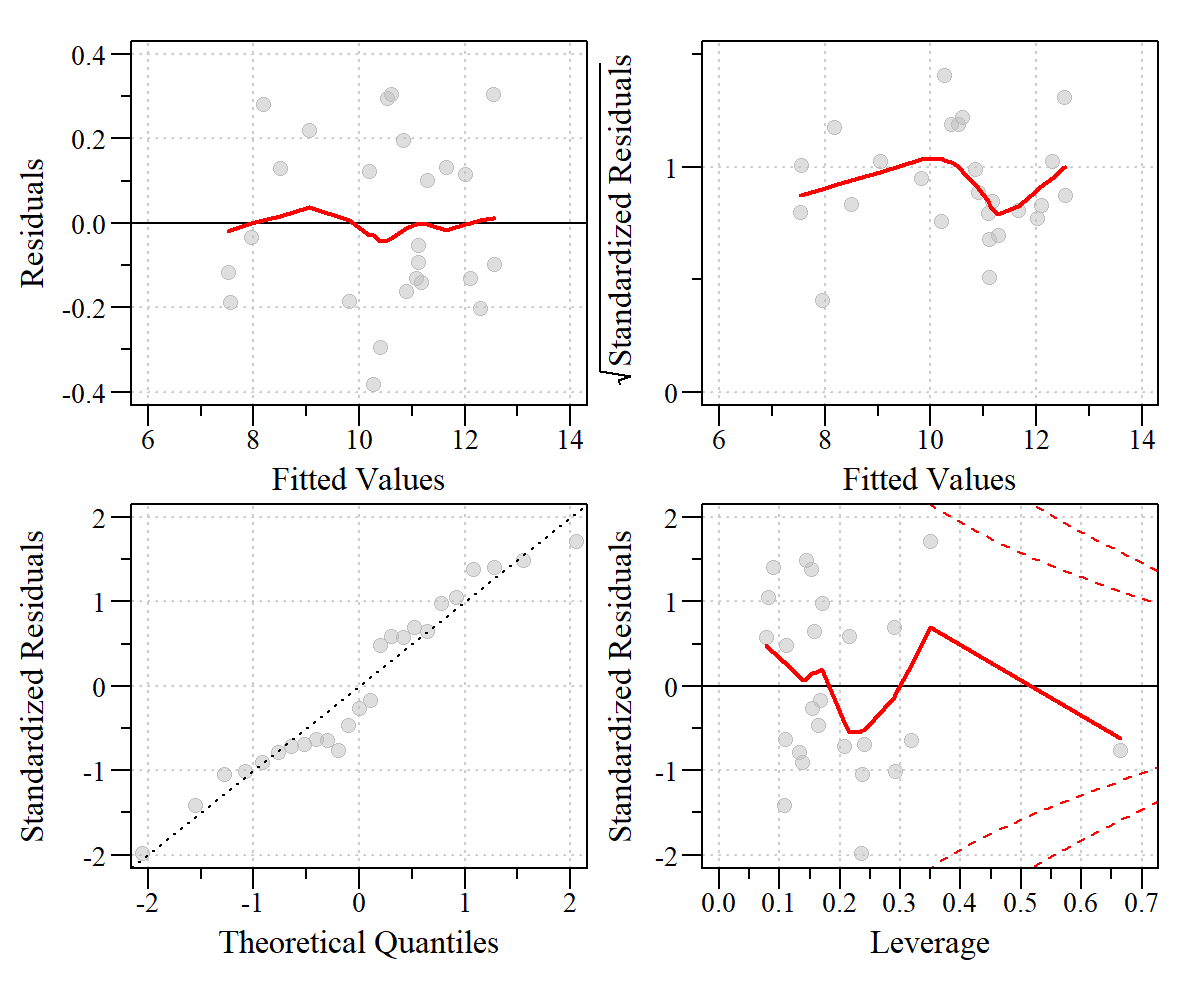 0.4
0.2
0.0
-0.2
-0.4
Residuals
6 8 10 12 14
Fitted Values
1
0
√Standardized Residuals
6 8 10 12 14
Fitted Values
2
1
0
-1
-2
Standardized Residuals
-2 -1 0 1 2
Theoretical Quantiles
2
1
0
-1
-2
Standardized Residuals
0.0 0.1 0.2 0.3 0.4 0.5 0.6 0.7
Leverage